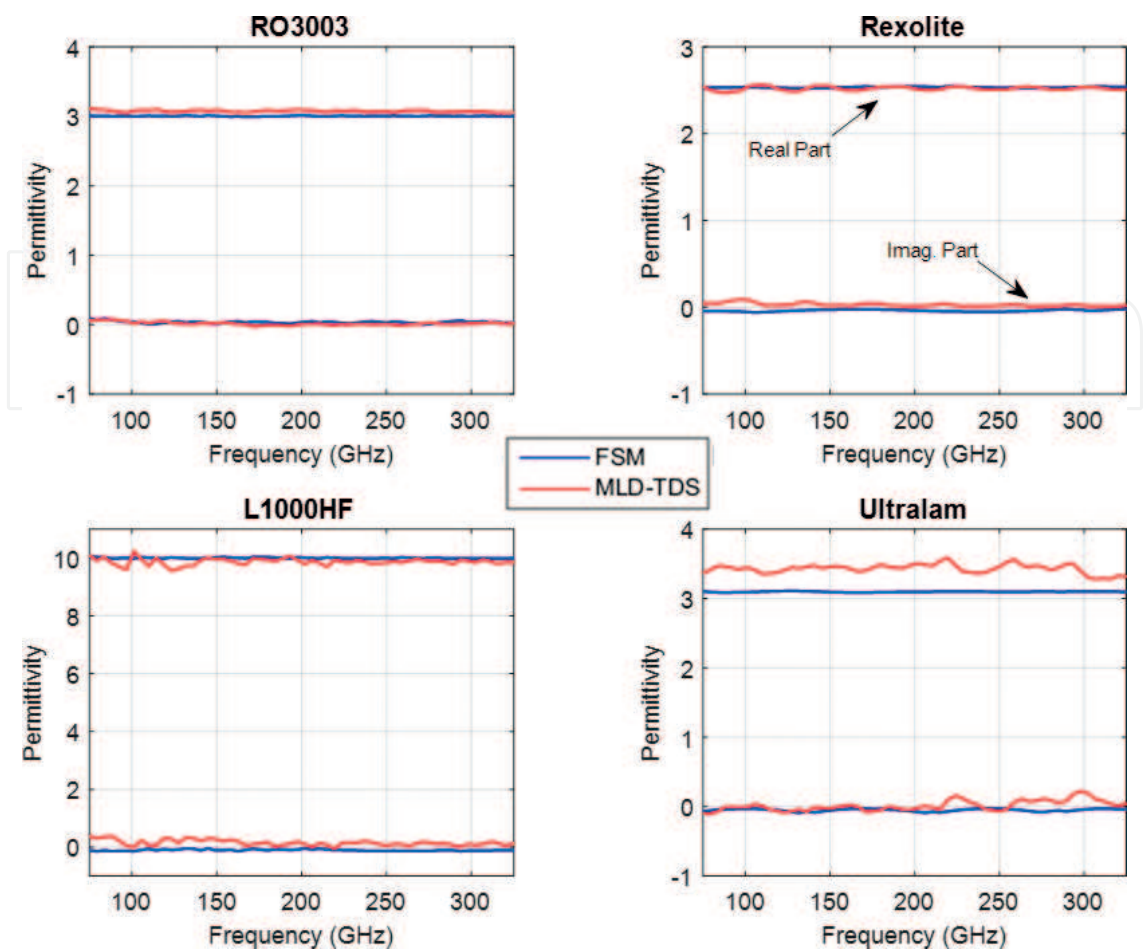 RO3003
4
3
2
1
0
-1
Permittivity
100 150 200 250 300
Frequency (GHz)
Rexolite
3
2
1
0
-1
Permittivity
Real Part
Imag. Part
100 150 200 250 300
Frequency (GHz)
FSM
MLD-TDS
L1000HF
10
8
6
4
2
0
Permittivity
100 150 200 250 300
Frequency (GHz)
Ultralam
4
3
2
1
0
-1
Permittivity
100 150 200 250 300
Frequency (GHz)